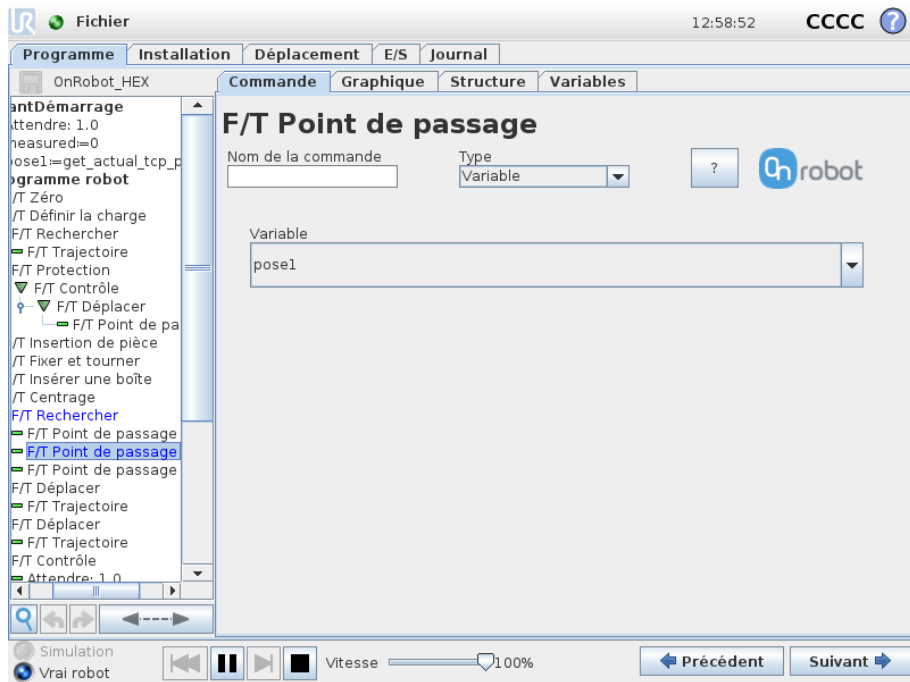 Fichier
12:58:52
CCCC
?
Programme
Installation
Déplacement
E/S
Journal
OnRobot_HEX
Commande
Graphique
Structure
Variables
antDémarrage
Attendre: 1.0
measured:=0
pose1:=get_actual_tcp_p
ogramme robot
/T Zéro
/T Définir la charge
F/T Rechercher
F/T Trajectoire
F/T Protection
F/T Contrôle
F/T Déplacer
F/T Point de pa
/T Insertion de pièce
/T Fixer et tourner
/T Insérer une boîte
/T Centrage
F/T Rechercher
F/T Point de passage
F/T Point de passage
F/T Point de passage
F/T Déplacer
F/T Trajectoire
F/T Déplacer
F/T Trajectoire
F/T Contrôle
Attendre: 1.0
F/T Point de passage
Nom de la commande
Type
Variable
?
On robot
Variable
pose1
Simulation
Vrai robot
Vitesse
100%
Précédent
Suivant